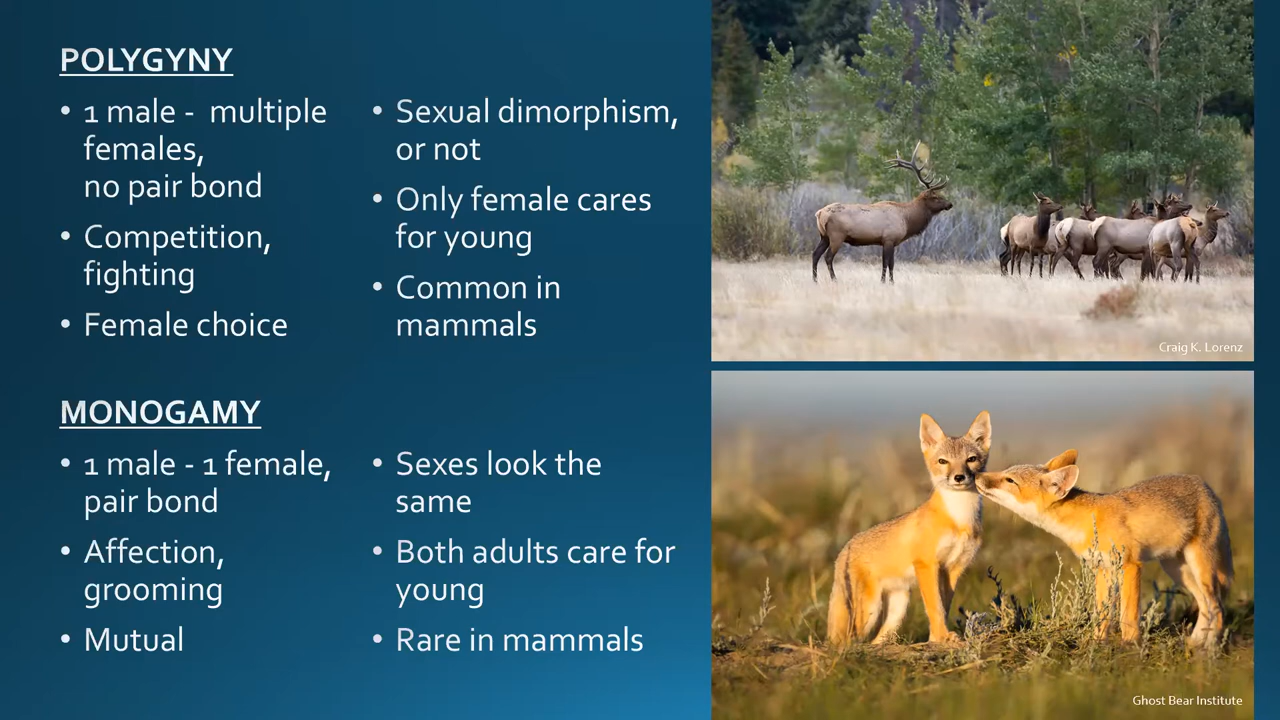 POLYGYNY
• 1 male -  multiple
females,
no pair bond
• Competition,
fighting
• Female choice
• Sexual dimorphism,
or not
• Only female cares
for young
• Common in
mammals
Craig K. Lorenz
MONOGAMY
• 1 male - 1 female,
pair bond
• Affection,
grooming
• Mutual
• Sexes look the
same
• Both adults care for
young
• Rare in mammals
Ghost Bear Institute